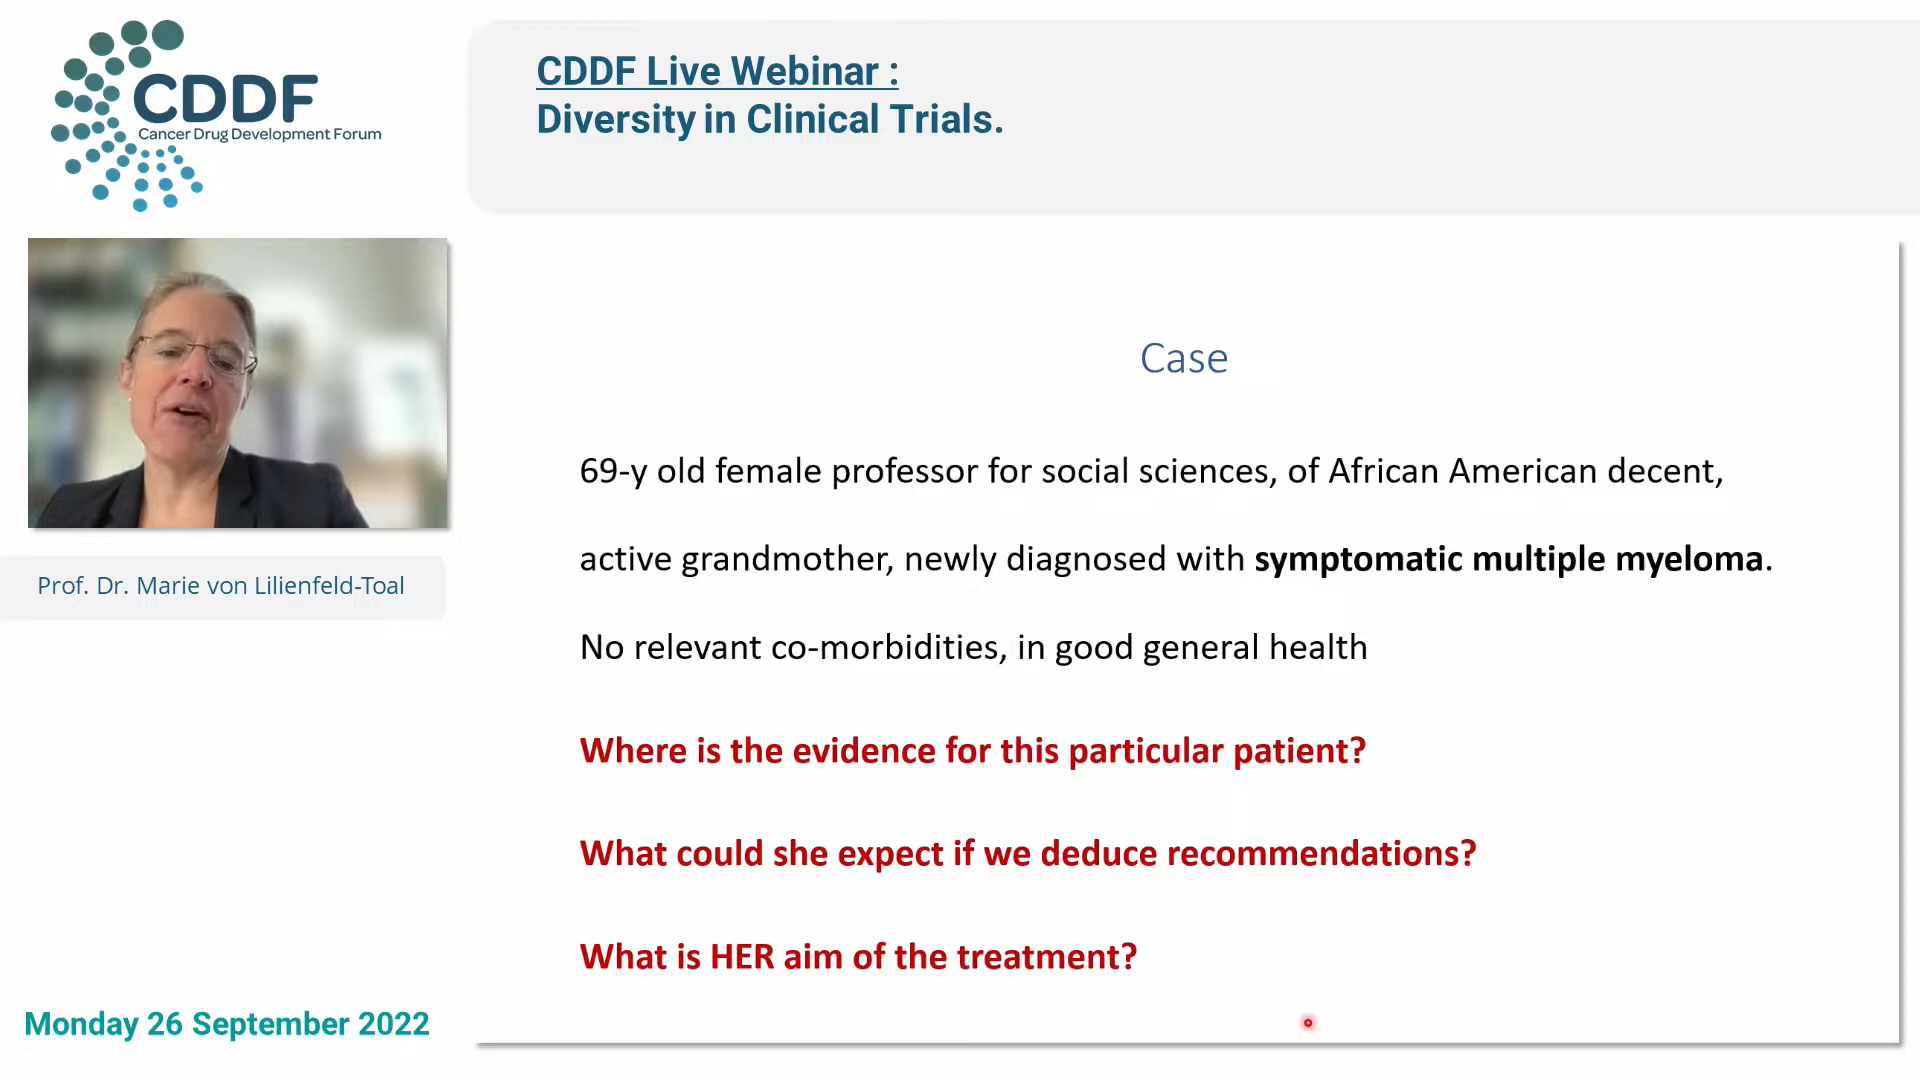 CDDF
Cancer Drug Development Forum
CDDF Live Webinar :
Diversity in Clinical Trials.
Prof. Dr. Marie von Lilienfeld-Toal
Case
69-y old female professor for social sciences, of African American decent,
active grandmother, newly diagnosed with symptomatic multiple myeloma.
No relevant co-morbidities, in good general health
Where is the evidence for this particular patient?
What could she expect if we deduce recommendations?
What is HER aim of the treatment?
Monday 26 September 2022